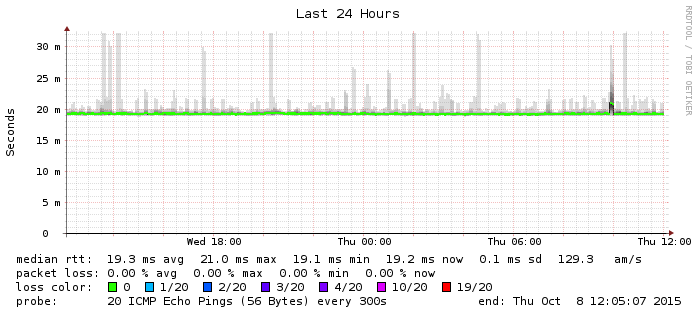 Last 24 Hours
RRDTOOL / TOBI OETIKER
Seconds
30 m
25 m
20 m
15 m
10 m
5 m
0
Wed 18:00 Thu 00:00 Thu 06:00 Thu 12:00
median rtt: 19.3 ms avg 21.0 ms max 19.1 ms min 19.2 ms now 0.1 ms sd 129.3 am/s
packet loss: 0.00 % avg 0.00 % max 0.00 % min 0.00 % now
loss color: 0 1/20 2/20 3/20 4/20 10/20 19/20
probe: 20 ICMP Echo Pings (56 Bytes) every 300s end: Thu Oct 8 12:05:07 2015